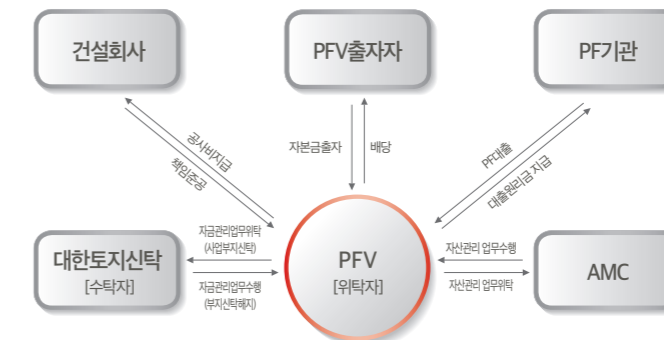 건설회사
PFV출자자
PF기관
공사비지급
책임준공
자본금출자
배당
PF대출
대출원리금 지급
대한토지신탁
[수탁자]
자금관리업무위탁
(사업부지신탁)
자금관리업무수행
(부지신탁해지)
PFV
[위탁자]
자산관리 업무수행
자산관리 업무위탁
AMC